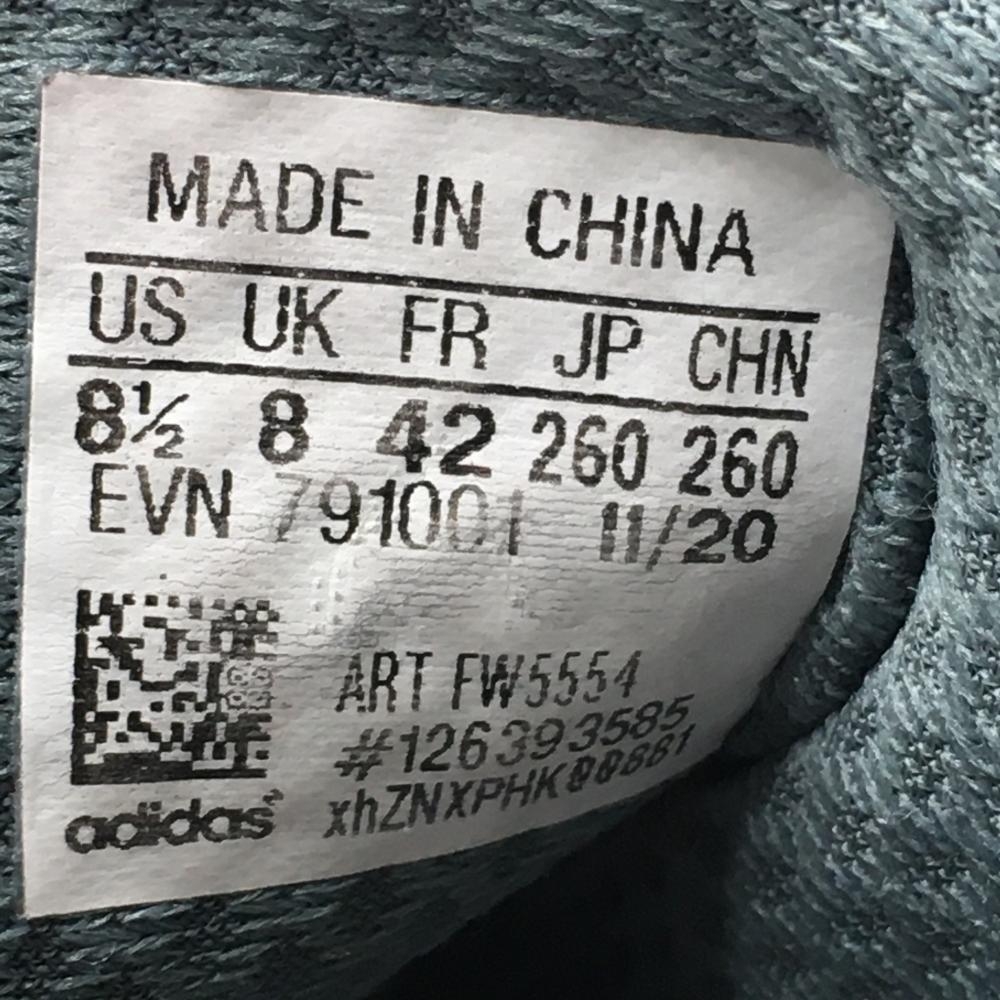 MADE IN CHINA
US UK FR JP CHN
8½ 8 42 260 260
EVN 791001 11/20
ART FW5554
#126393585
adidas